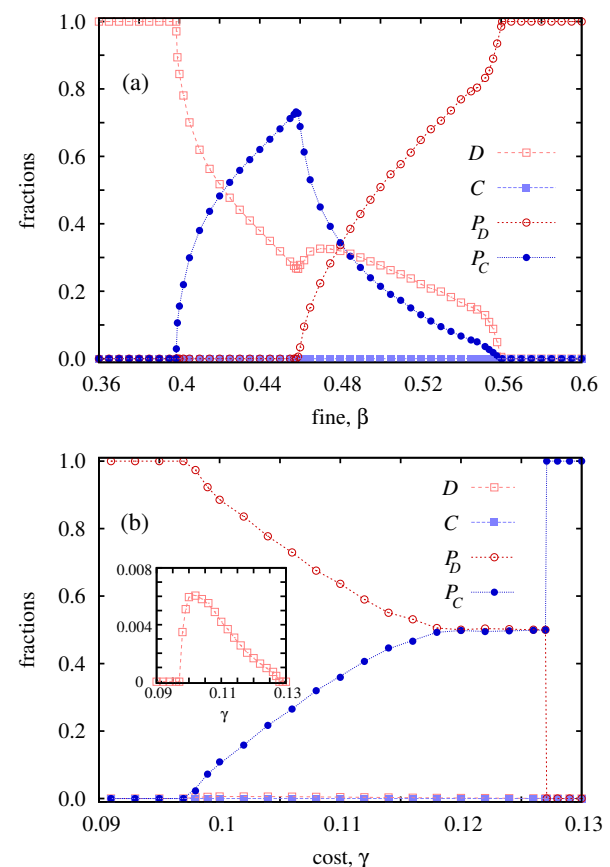 1.0
0.8
0.6
0.4
0.2
0.0
fractions
(a)
D
C
P_D
P_C
0.36 0.4 0.44 0.48 0.52 0.56 0.6
fine, β
1.0
0.8
0.6
0.4
0.2
0.0
fractions
(b)
D
C
P_D
P_C
0.008
0.004
0
0.09 0.11 0.13
γ
0.09 0.1 0.11 0.12 0.13
cost, γ